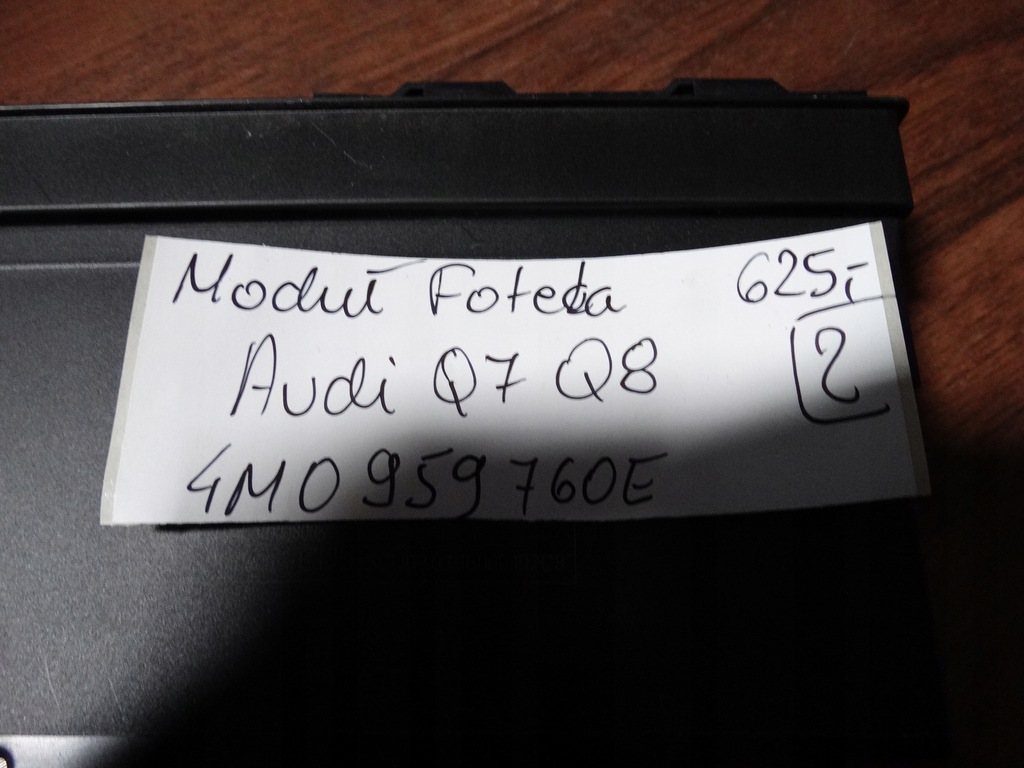 Moduł Fotela 625,-
Audi Q7 Q8 2
4M0 959 760E